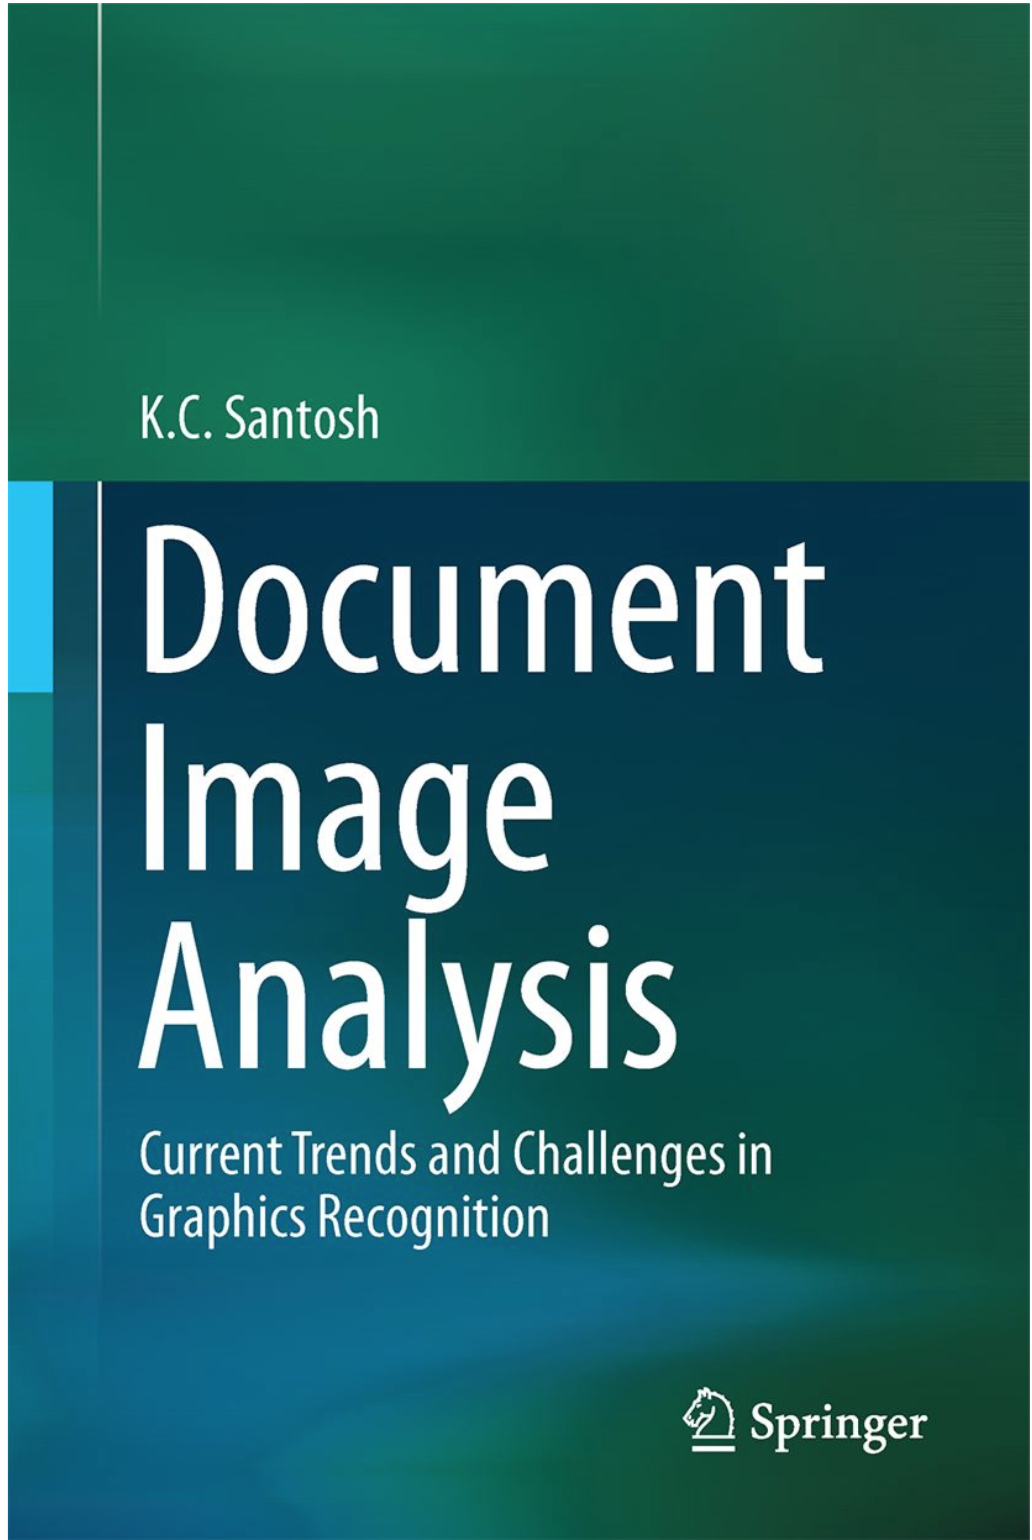 K.C. Santosh
Document
Image
Analysis
Current Trends and Challenges in
Graphics Recognition
Springer